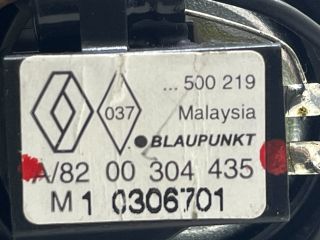 ... 500 219
037
Malaysia
BLAUPUNKT
A/82 00 304 435
M 1 0306701